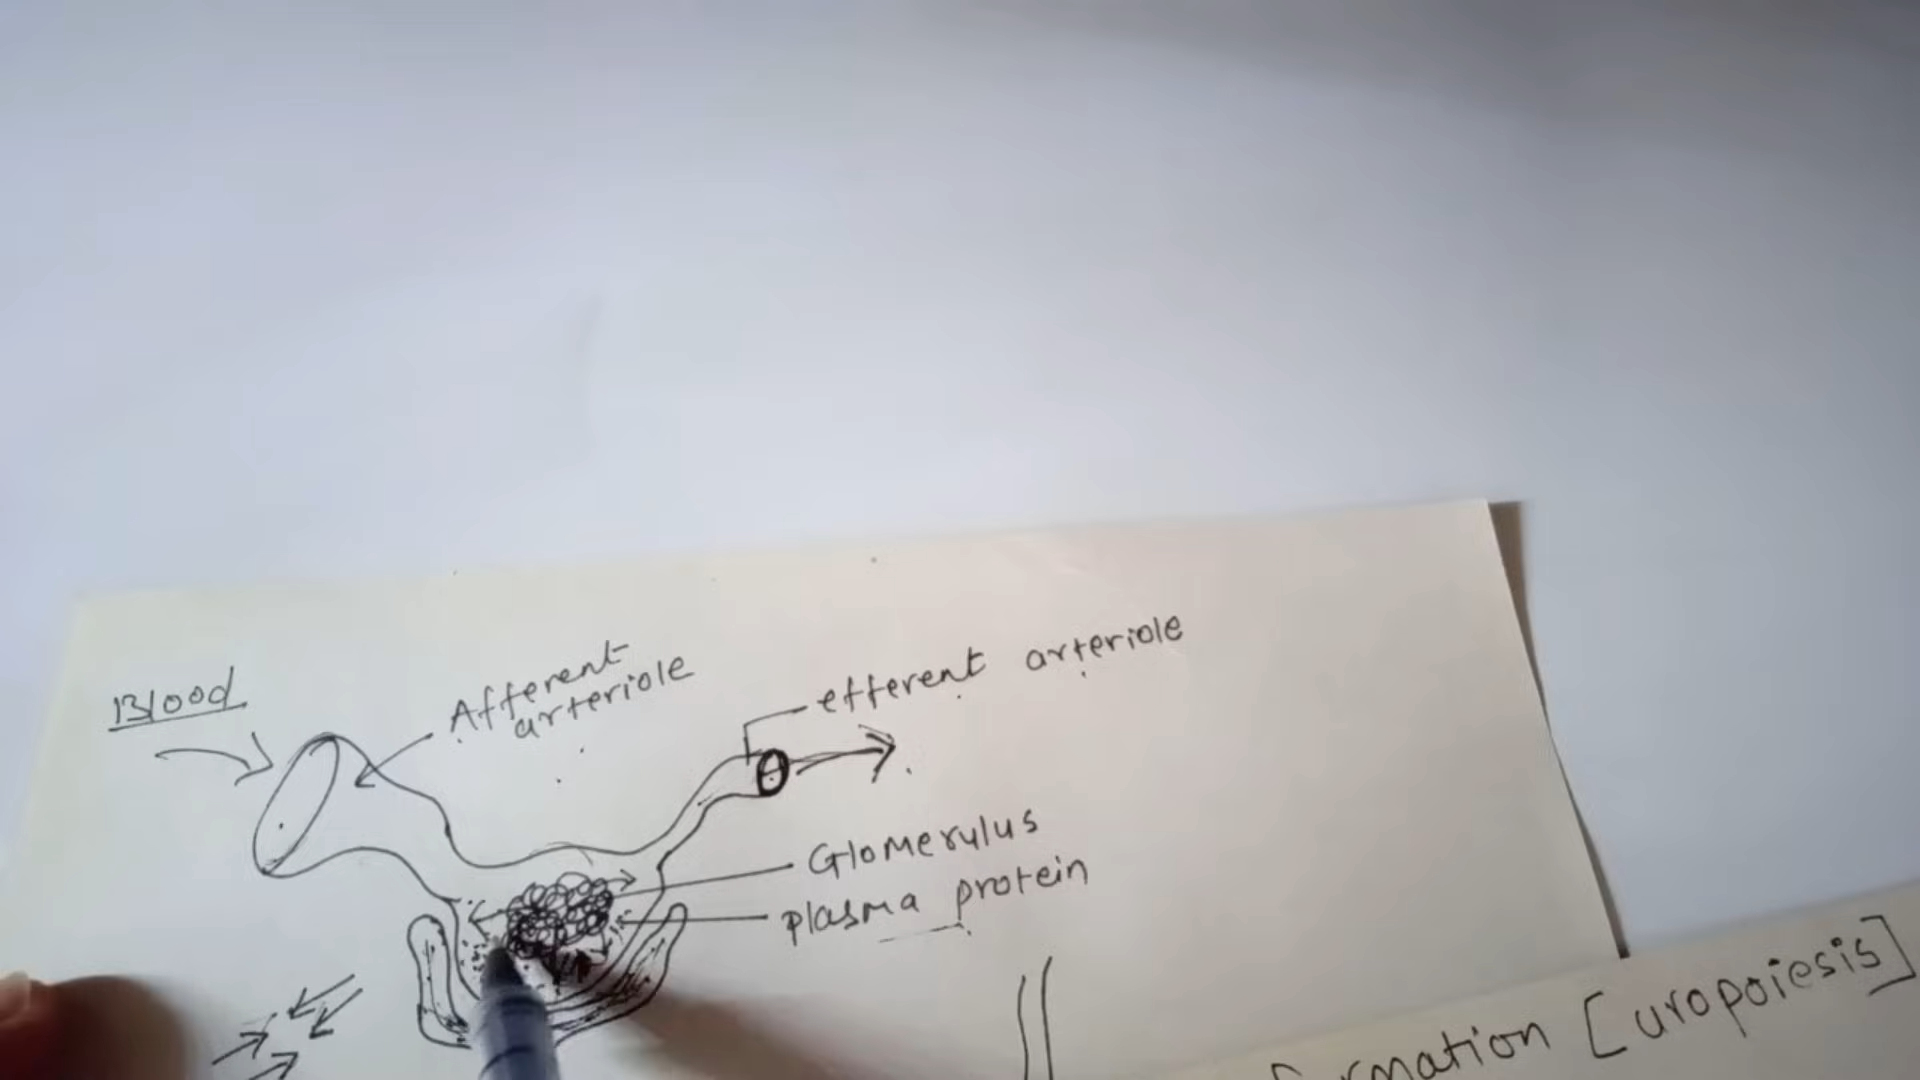 Blood
Afferent
arteriole
efferent arteriole
Glomerulus
plasma protein
[uropoiesis]